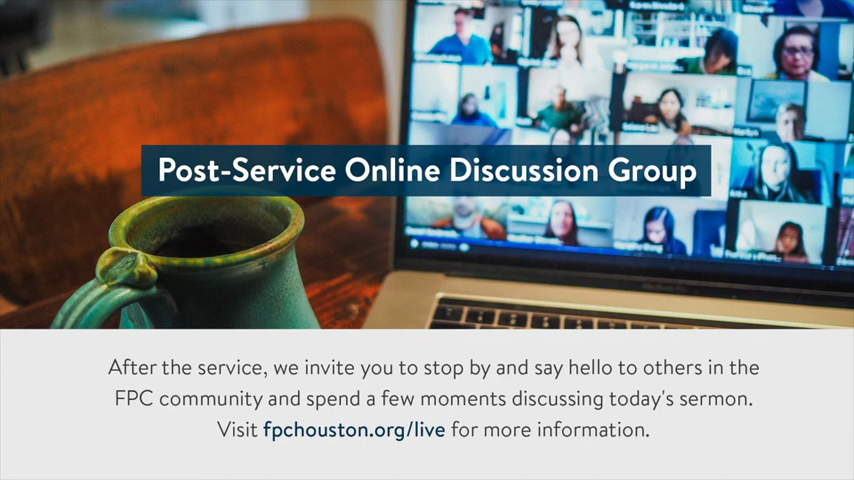 Post-Service Online Discussion Group
After the service, we invite you to stop by and say hello to others in the
FPC community and spend a few moments discussing today's sermon.
Visit fpchouston.org/live for more information.